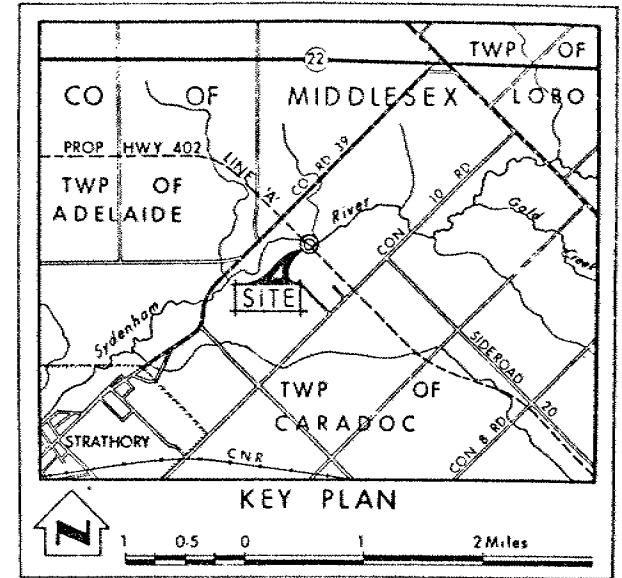 TWP OF
22
CO OF MIDDLESEX LOBO
PROP HWY 402
LINE 'A'
CO RD 39
TWP OF
ADELAIDE
River
CON 10 RD
Gold
Creek
SITE
Sydenham
SIDEROAD
20
TWP OF
CARADOC
STRATHORY
CNR
CON 8 RD
KEY PLAN
N
1 0·5 0 1 2 Miles